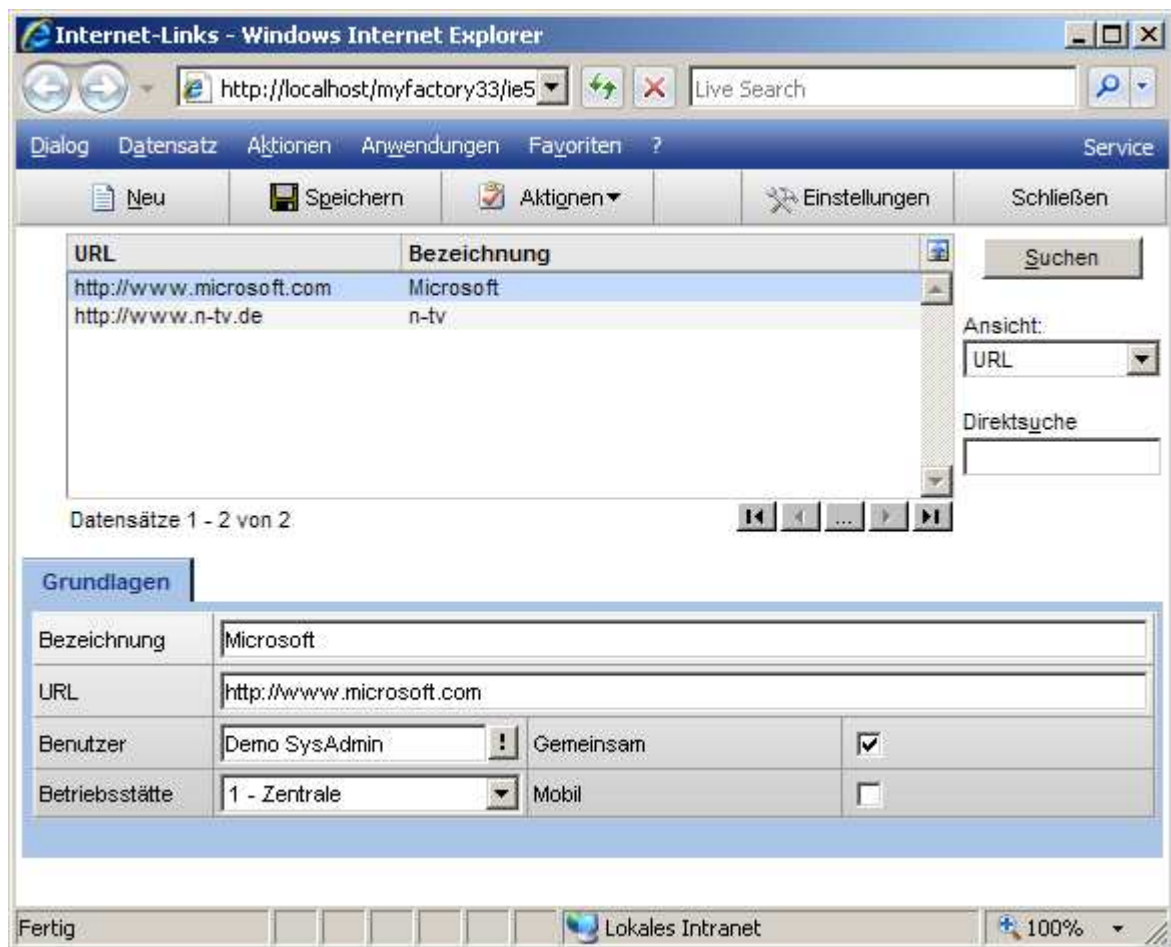 Internet-Links - Windows Internet Explorer
http://localhost/myfactory33/ie5 Live Search
Dialog Datensatz Aktionen Anwendungen Favoriten ? Service
Neu Speichern Aktionen Einstellungen Schließen
URL Bezeichnung Suchen
http://www.microsoft.com Microsoft
http://www.n-tv.de n-tv
Ansicht:
URL
Direktsuche
Datensätze 1 - 2 von 2 ...
Grundlagen
Bezeichnung Microsoft
URL http://www.microsoft.com
Benutzer Demo SysAdmin ! Gemeinsam
Betriebsstätte 1 - Zentrale Mobil
Fertig Lokales Intranet 100%